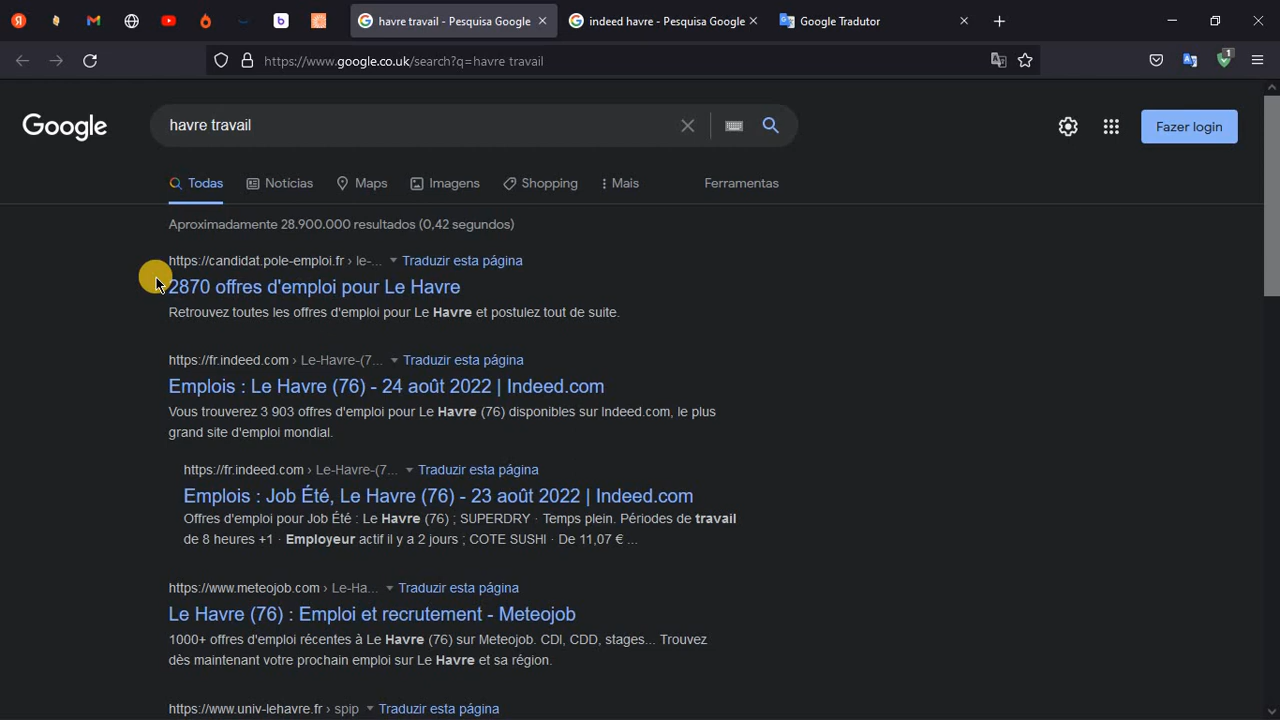 havre travail - Pesquisa Google
indeed havre - Pesquisa Google
Google Tradutor
https://www.google.co.uk/search?q=havre travail
1
Google
havre travail
Fazer login
Todas
Notícias
Maps
Imagens
Shopping
Mais
Ferramentas
Aproximadamente 28.900.000 resultados (0,42 segundos)
https://candidat.pole-emploi.fr › le-... Traduzir esta página
2870 offres d'emploi pour Le Havre
Retrouvez toutes les offres d'emploi pour Le Havre et postulez tout de suite.
https://fr.indeed.com › Le-Havre-(7... Traduzir esta página
Emplois : Le Havre (76) - 24 août 2022 | Indeed.com
Vous trouverez 3 903 offres d'emploi pour Le Havre (76) disponibles sur Indeed.com, le plus
grand site d'emploi mondial.
https://fr.indeed.com › Le-Havre-(7... Traduzir esta página
Emplois : Job Été, Le Havre (76) - 23 août 2022 | Indeed.com
Offres d'emploi pour Job Été : Le Havre (76) ; SUPERDRY · Temps plein. Périodes de travail
de 8 heures +1 · Employeur actif il y a 2 jours ; COTE SUSHI · De 11,07 € ...
https://www.meteojob.com › Le-Ha... Traduzir esta página
Le Havre (76) : Emploi et recrutement - Meteojob
1000+ offres d'emploi récentes à Le Havre (76) sur Meteojob. CDI, CDD, stages... Trouvez
dès maintenant votre prochain emploi sur Le Havre et sa région.
https://www.univ-lehavre.fr › spip Traduzir esta página